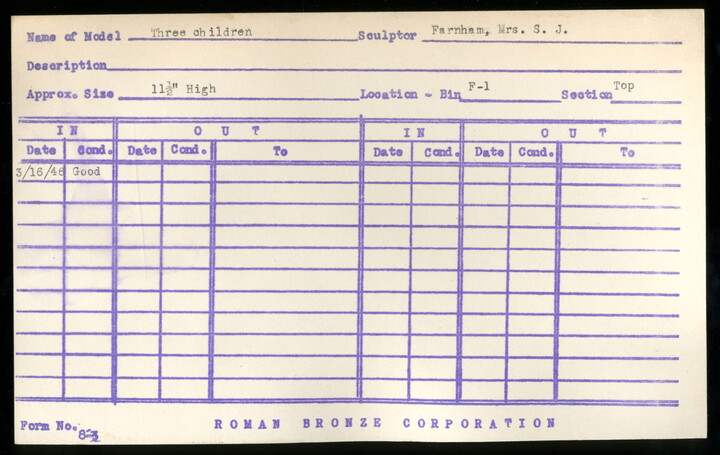 Name of Model Three children Sculptor Farnham, Mrs. S. J.
Description
Approx. Size 11½" High Location - Bin F-1 Section Top
IN OUT IN OUT
Date Cond. Date Cond. To Date Cond. Date Cond. To
3/16/46 Good
Form No. 8-3 ROMAN BRONZE CORPORATION